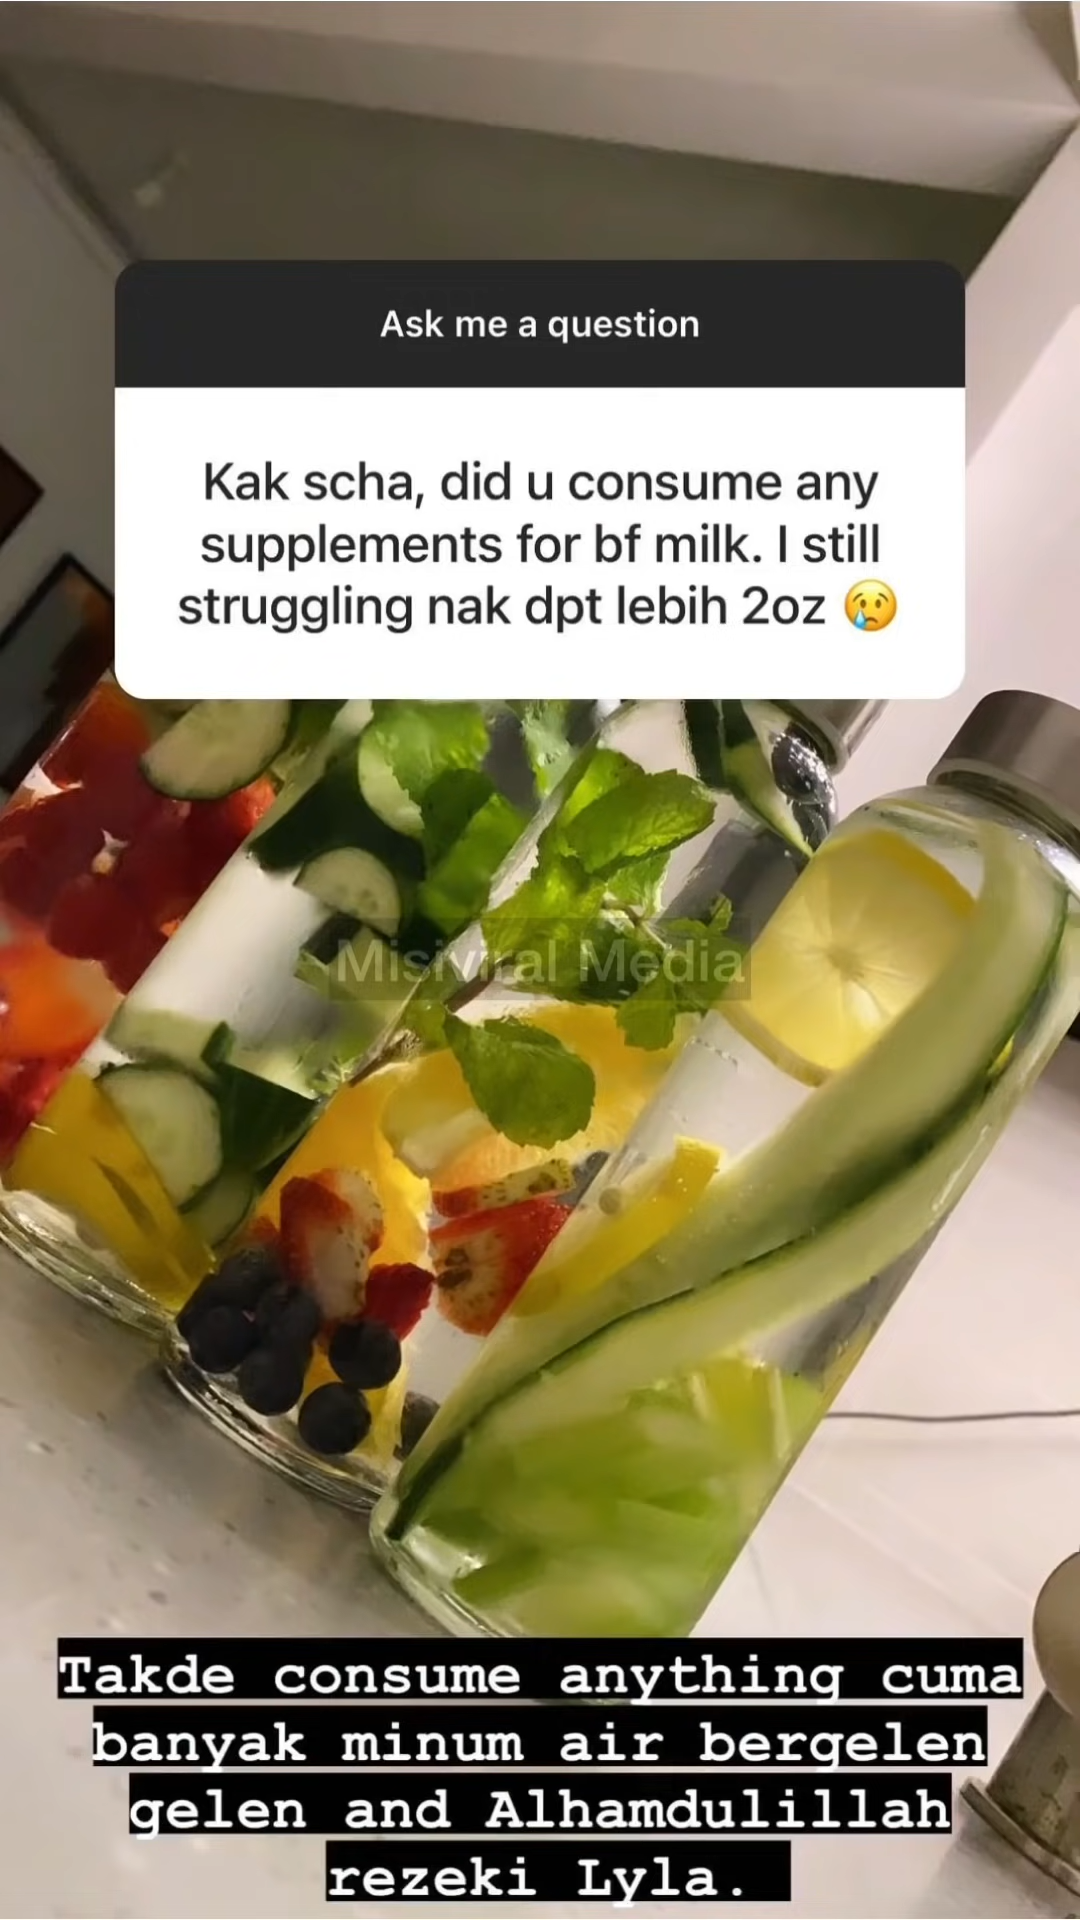 Ask me a question
Kak scha, did u consume any
supplements for bf milk. I still
struggling nak dpt lebih 2oz 😢
Misiviral Media
Takde consume anything cuma
banyak minum air bergelen
gelen and Alhamdulillah
rezeki Lyla.